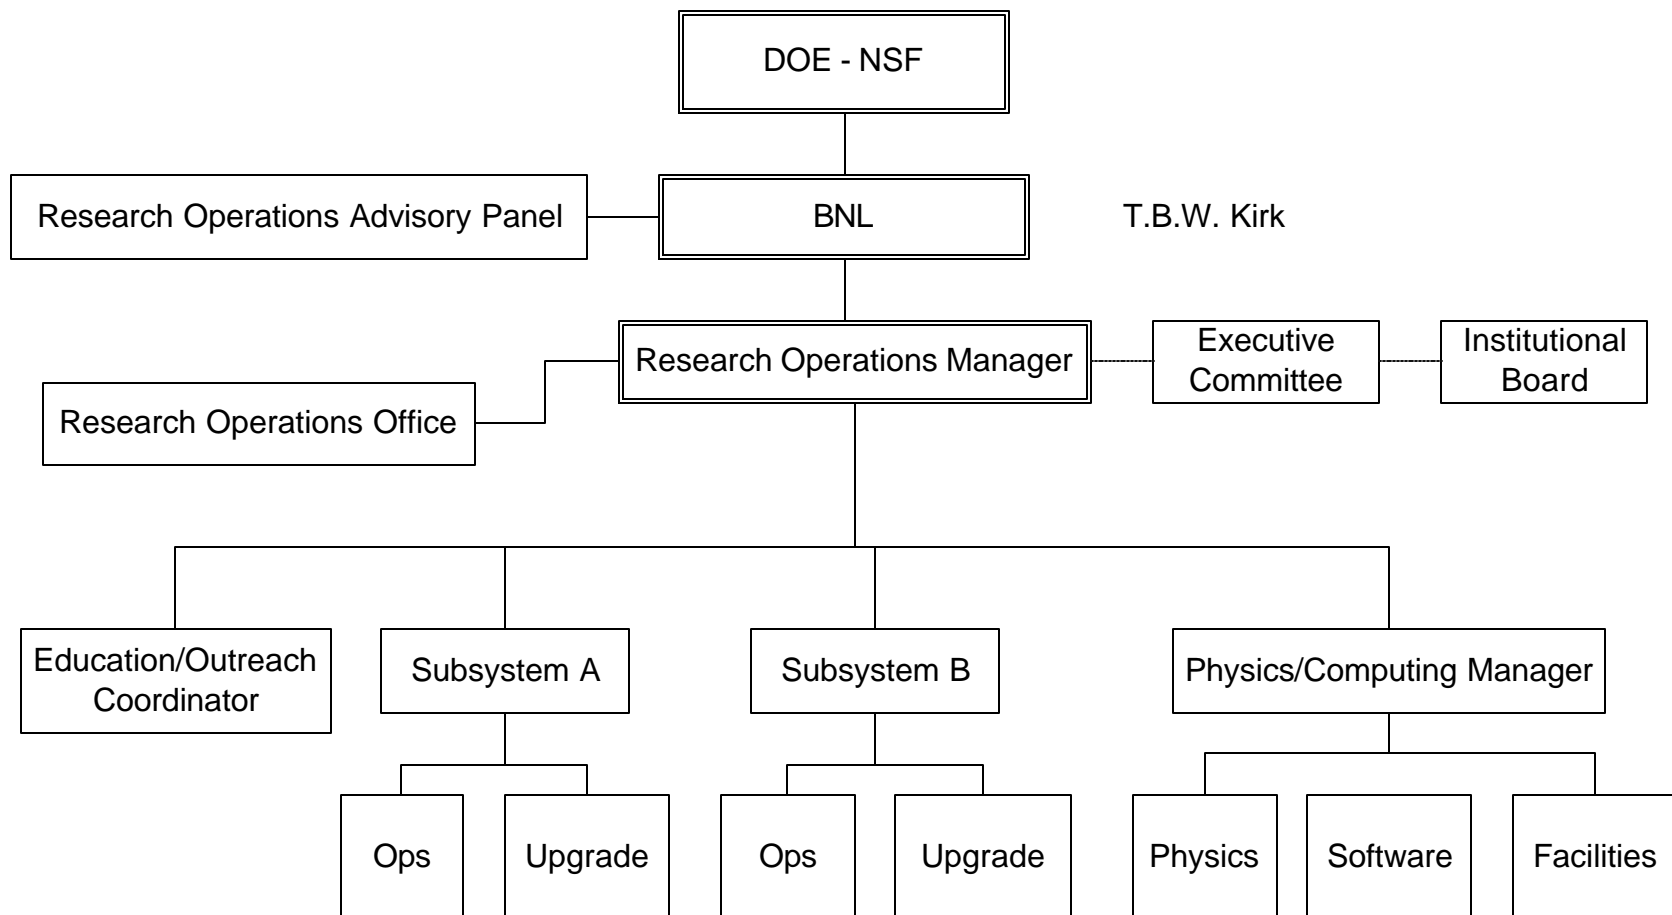 DOE - NSF
Research Operations Advisory Panel
BNL
T.B.W. Kirk
Research Operations Manager
Executive
Committee
Institutional
Board
Research Operations Office
Education/Outreach
Coordinator
Subsystem A
Subsystem B
Physics/Computing Manager
Ops
Upgrade
Ops
Upgrade
Physics
Software
Facilities